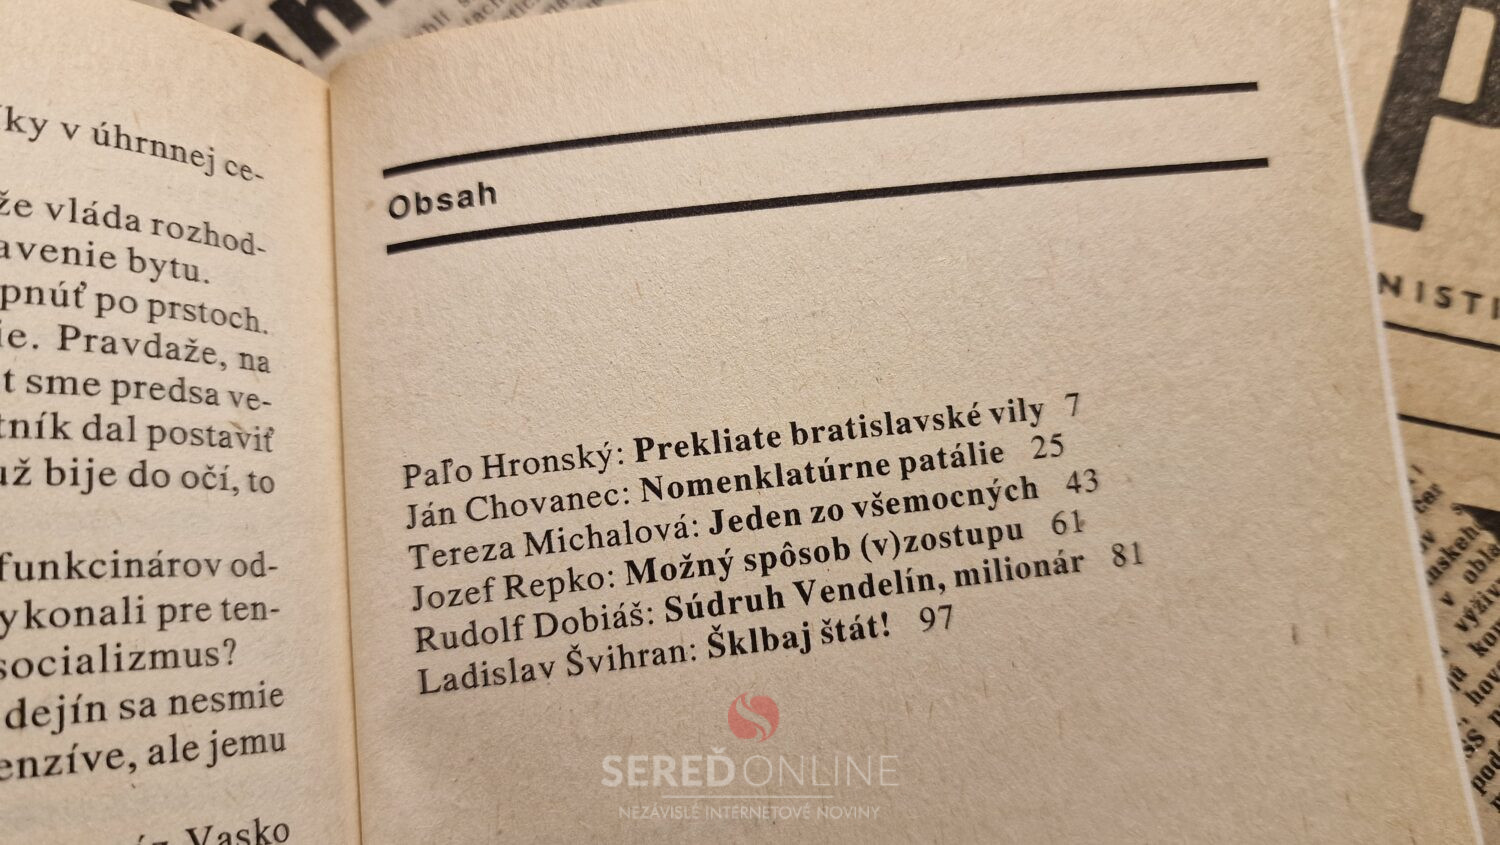 íky v úhrnnej ce-
že vláda rozhod-
avenie bytu.
pnúť po prstoch.
ie. Pravdaže, na
t sme predsa ve-
tník dal postaviť
už bije do očí, to
funkcinárov od-
ykonali pre ten-
socializmus?
dejín sa nesmie
enzíve, ale jemu
Vasko
Obsah
Paľo Hronský: Prekliate bratislavské vily 7
Ján Chovanec: Nomenklatúrne patálie 25
Tereza Michalová: Jeden zo všemocných 43
Jozef Repko: Možný spôsob (v)zostupu 61
Rudolf Dobiáš: Súdruh Vendelín, milionár 81
Ladislav Švihran: Šklbaj štát! 97
P
NISTI
SEREĎ ONLINE
NEZÁVISLÉ INTERNETOVÉ NOVINY